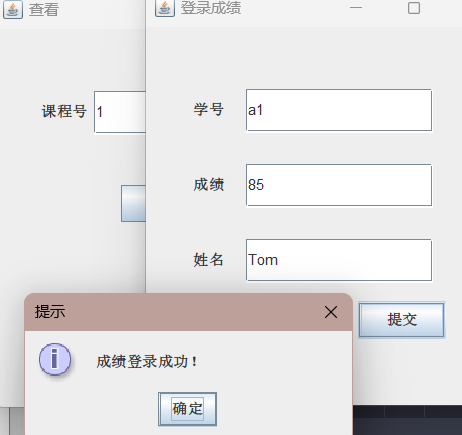 查看
登录成绩
课程号 1
学号 a1
成绩 85
姓名 Tom
提交
提示
成绩登录成功！
确定